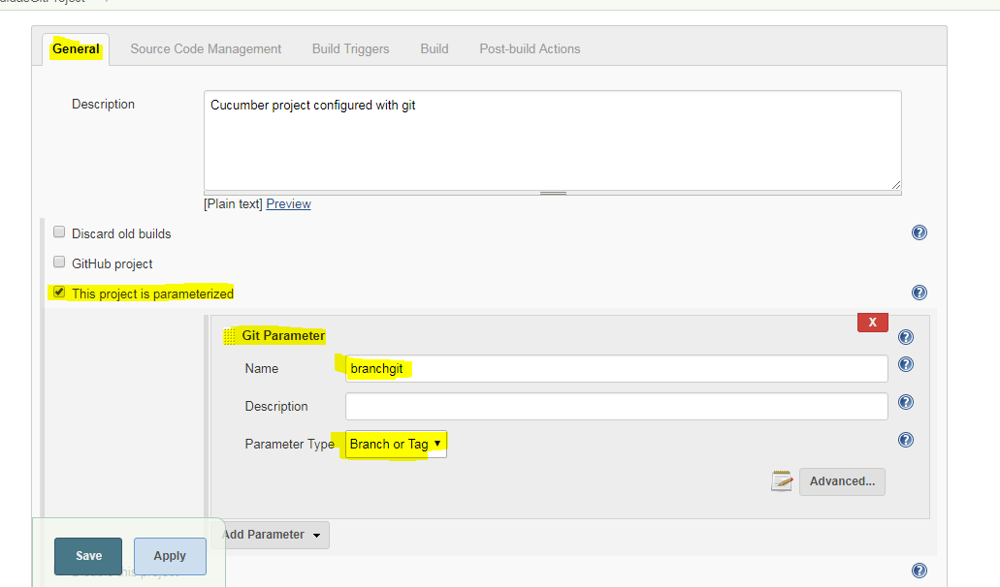 General Source Code Management Build Triggers Build Post-build Actions
Description
Cucumber project configured with git
[Plain text] Preview
Discard old builds
GitHub project
This project is parameterized
X
Git Parameter
Name
branchgit
Description
Parameter Type
Branch or Tag
Advanced...
Add Parameter
Save
Apply